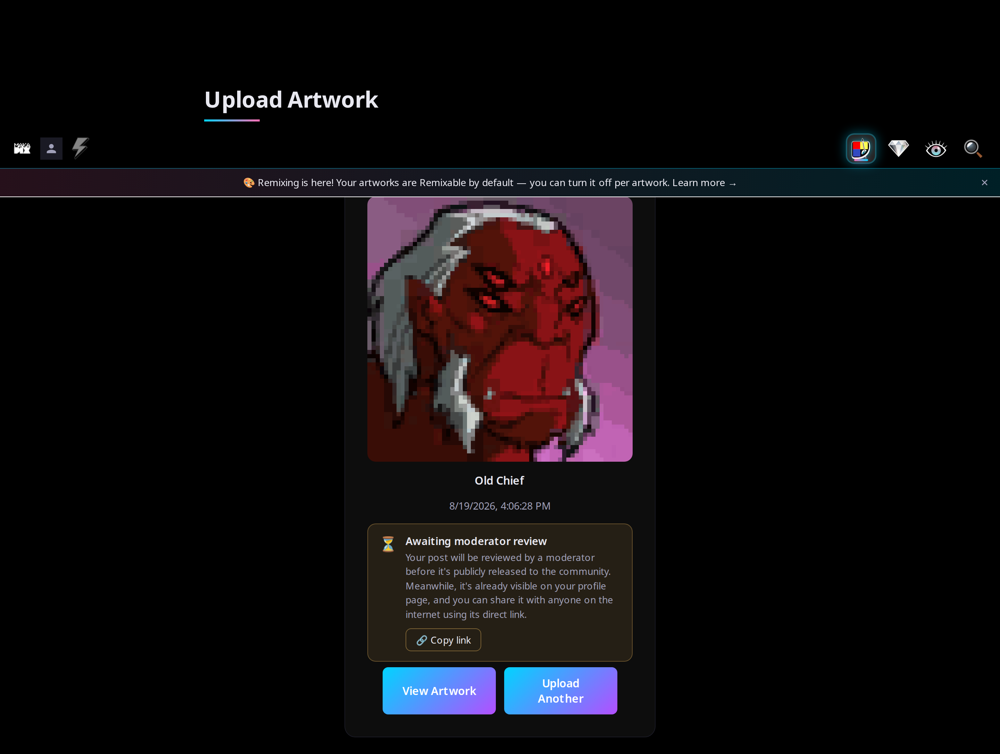 Upload Artwork
MAKA
PIX
🎨 Remixing is here! Your artworks are Remixable by default — you can turn it off per artwork. Learn more →
×
Old Chief
8/19/2026, 4:06:28 PM
⏳ Awaiting moderator review
Your post will be reviewed by a moderator
before it's publicly released to the community.
Meanwhile, it's already visible on your profile
page, and you can share it with anyone on the
internet using its direct link.
🔗 Copy link
View Artwork
Upload
Another